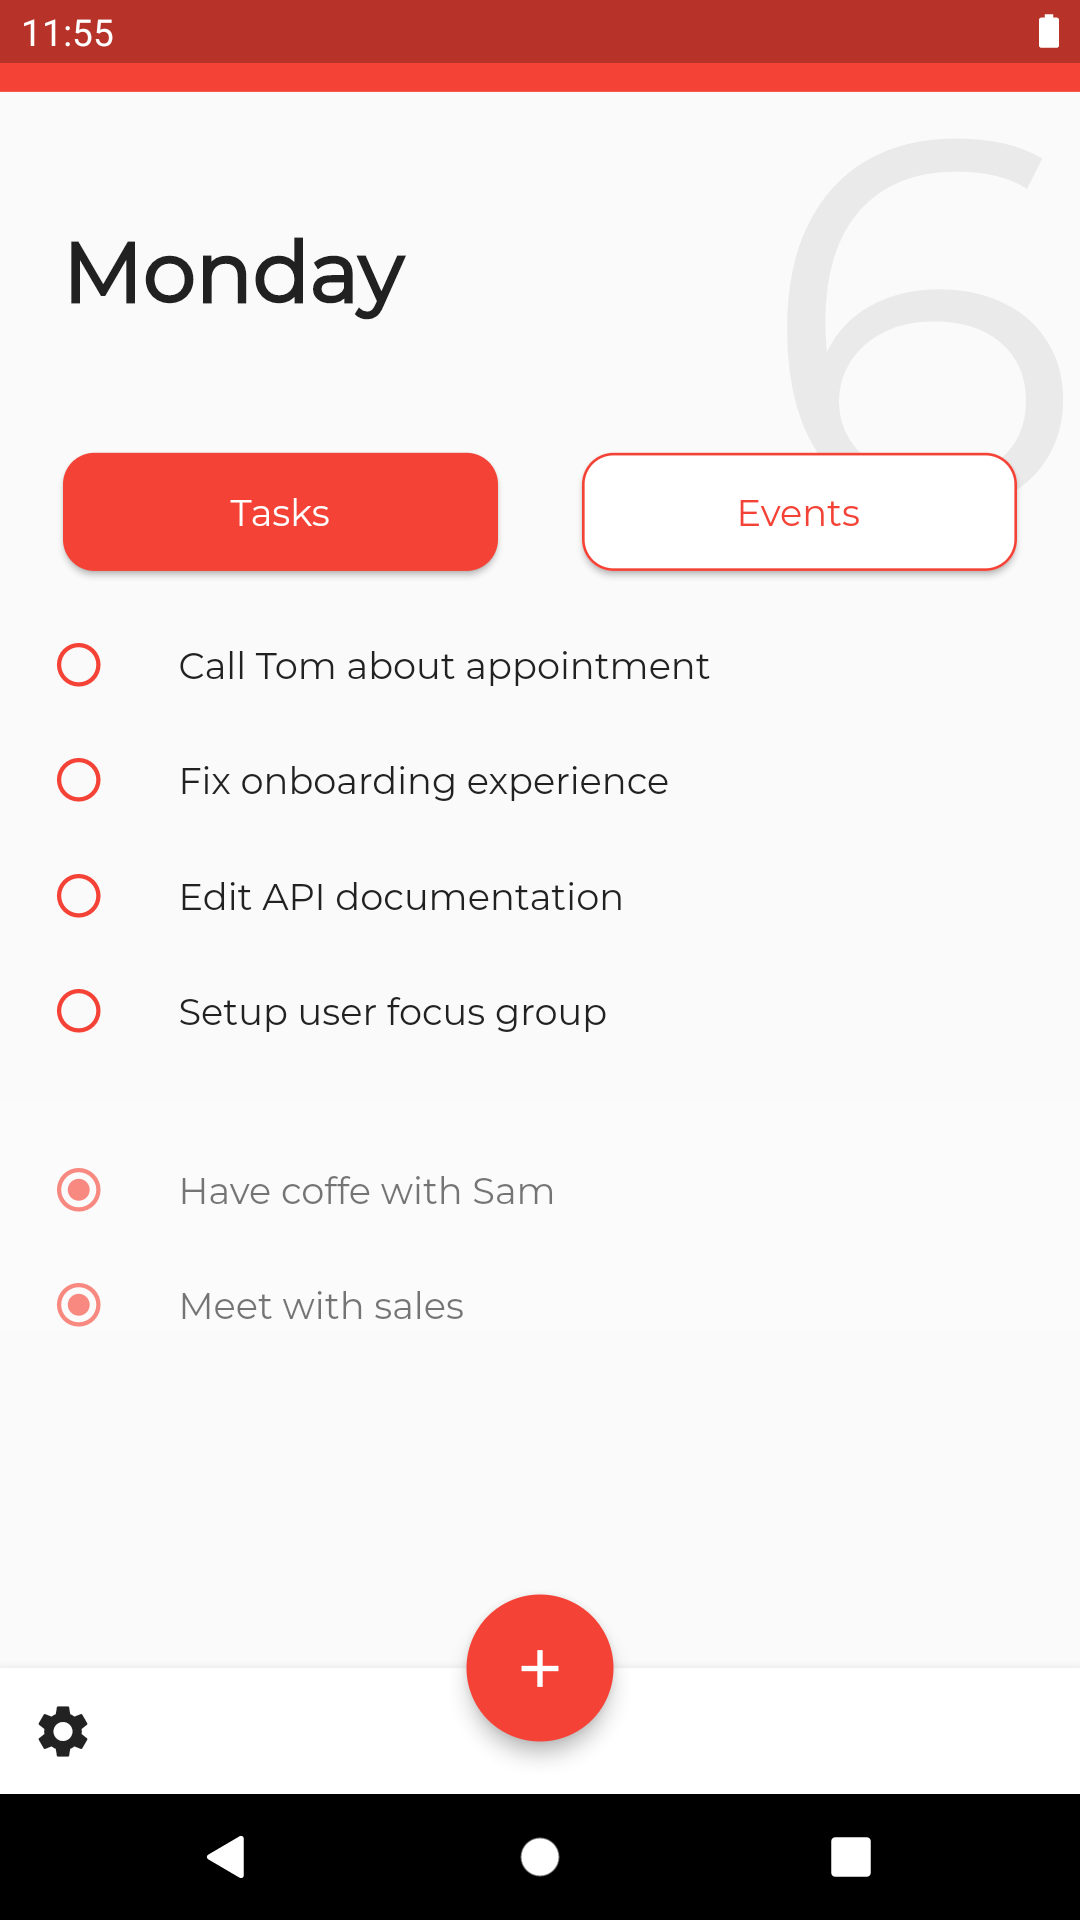 11:55
6
Monday
Tasks
Events
Call Tom about appointment
Fix onboarding experience
Edit API documentation
Setup user focus group
Have coffe with Sam
Meet with sales